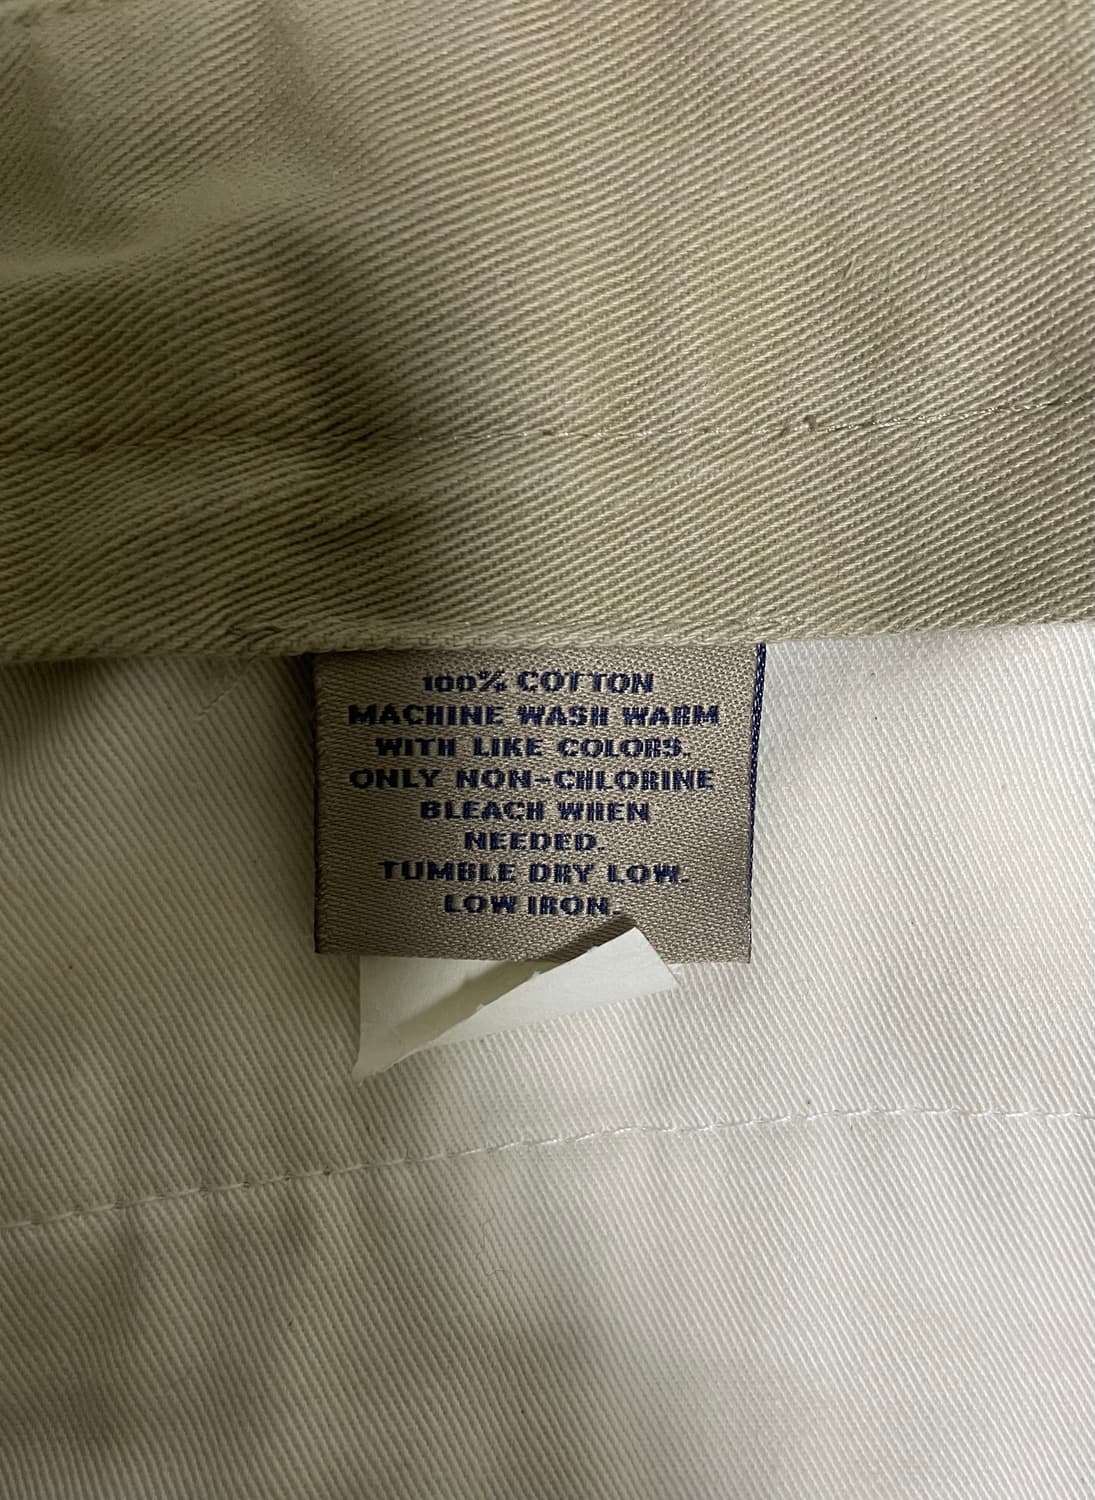 100% COTTON
MACHINE WASH WARM
WITH LIKE COLORS.
ONLY NON-CHLORINE
BLEACH WHEN
NEEDED.
TUMBLE DRY LOW.
LOW IRON.